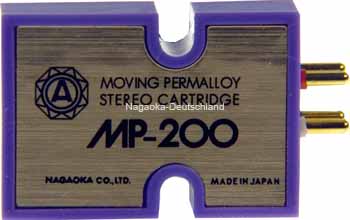 A
MOVING PERMALLOY
STEREO CARTRIDGE
Nagaoka-Deutschland
MP-200
NAGAOKA CO.,LTD.
MADE IN JAPAN